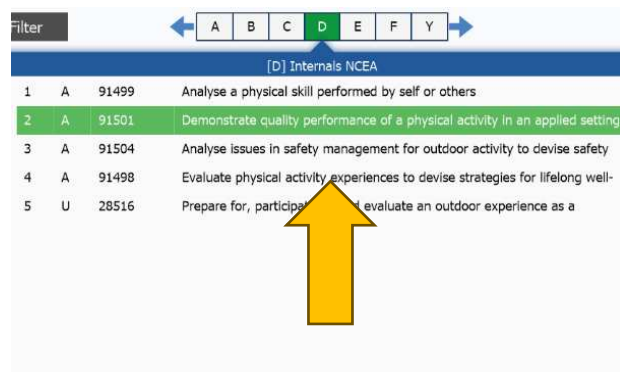 Filter
A B C D E F Y
[D] Internals NCEA
1 A 91499 Analyse a physical skill performed by self or others
2 A 91501 Demonstrate quality performance of a physical activity in an applied setting
3 A 91504 Analyse issues in safety management for outdoor activity to devise safety
4 A 91498 Evaluate physical activity experiences to devise strategies for lifelong well-
5 U 28516 Prepare for, evaluate an outdoor experience as a